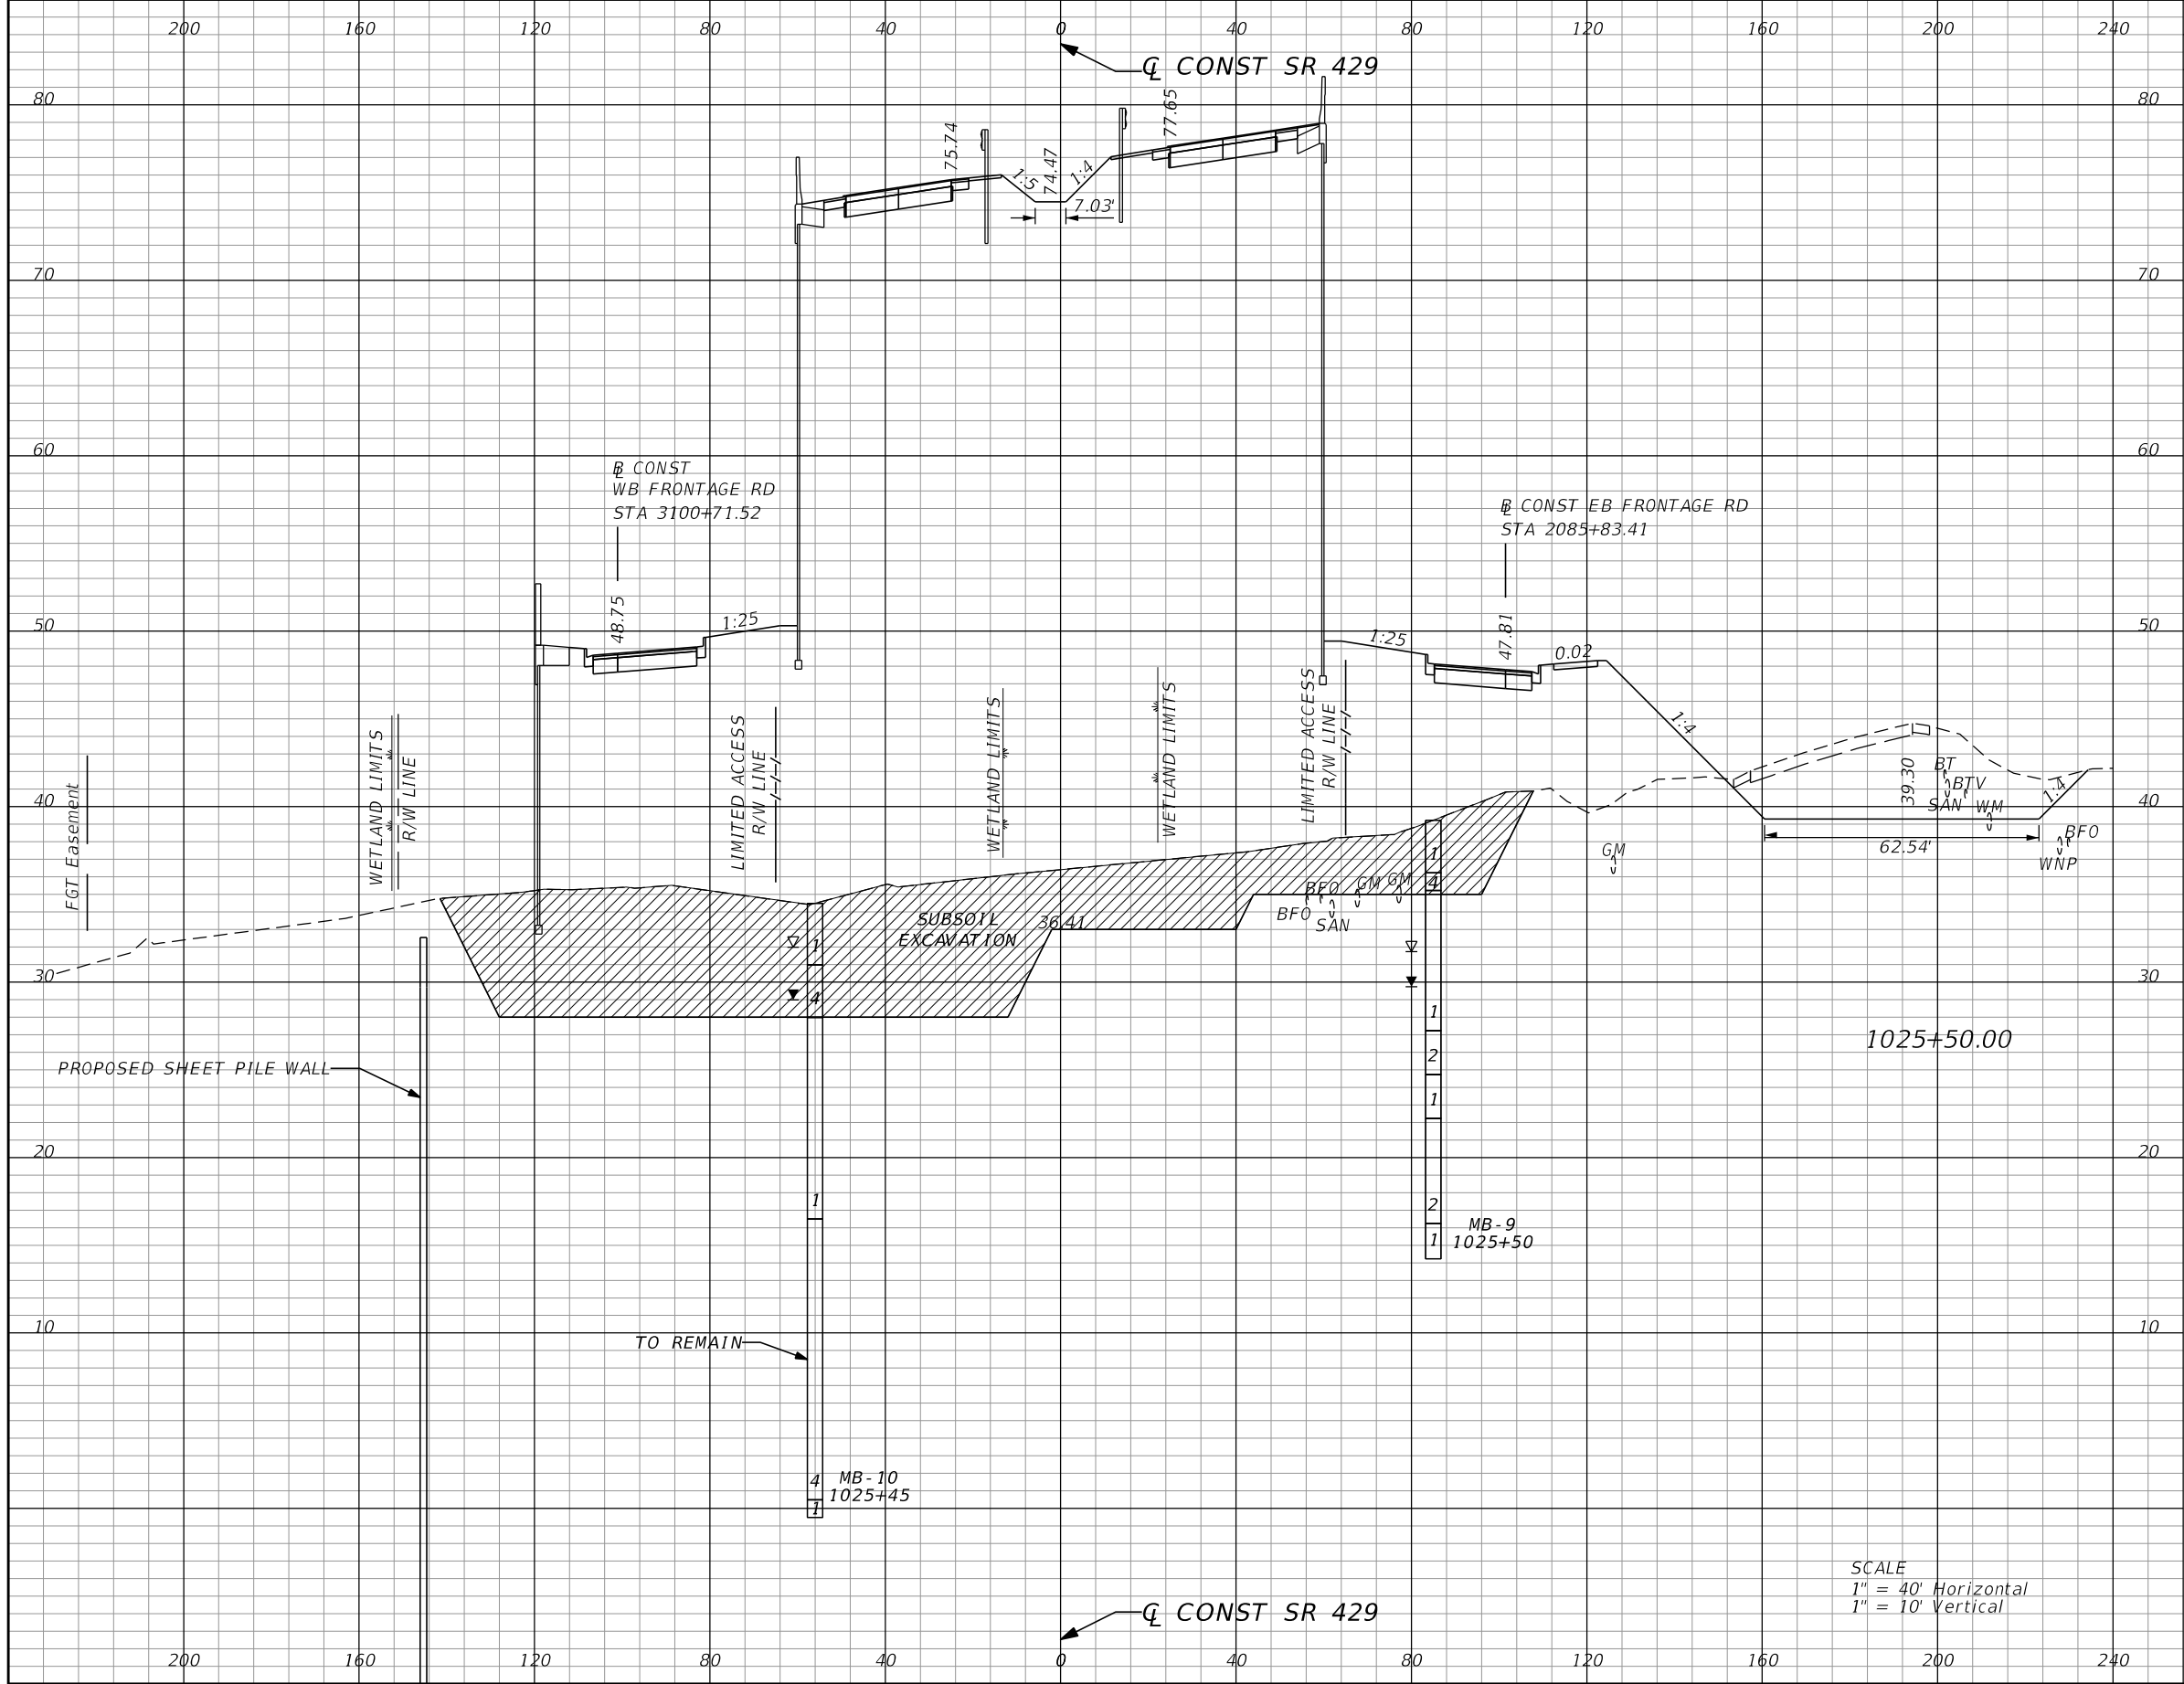 200 160 120 80 40 0 40 80 120 160 200 240
℄ CONST SR 429
80 80
75.74
77.65
1:5
74.47
1:4
7.03'
70 70
60 60
B̲L CONST
WB FRONTAGE RD
STA 3100+71.52
B̲L CONST EB FRONTAGE RD
STA 2085+83.41
50 50
48.75
1:25
1:25
47.81
0.02
1:4
FGT Easement
WETLAND LIMITS
R/W LINE
LIMITED ACCESS
R/W LINE
WETLAND LIMITS
WETLAND LIMITS
LIMITED ACCESS
R/W LINE
40 40
39.30
BT
BTV
SAN WM
1:4
62.54'
BFO
WNP
GM
1
4
BFO GM GM
BFO
SAN
SUBSOIL
EXCAVATION
36.41
1
4
30 30
1
2
1
2
1
MB-9
1025+50
1025+50.00
PROPOSED SHEET PILE WALL
20 20
1
10 10
TO REMAIN
4
1
MB-10
1025+45
SCALE
1" = 40' Horizontal
1" = 10' Vertical
℄ CONST SR 429
200 160 120 80 40 0 40 80 120 160 200 240